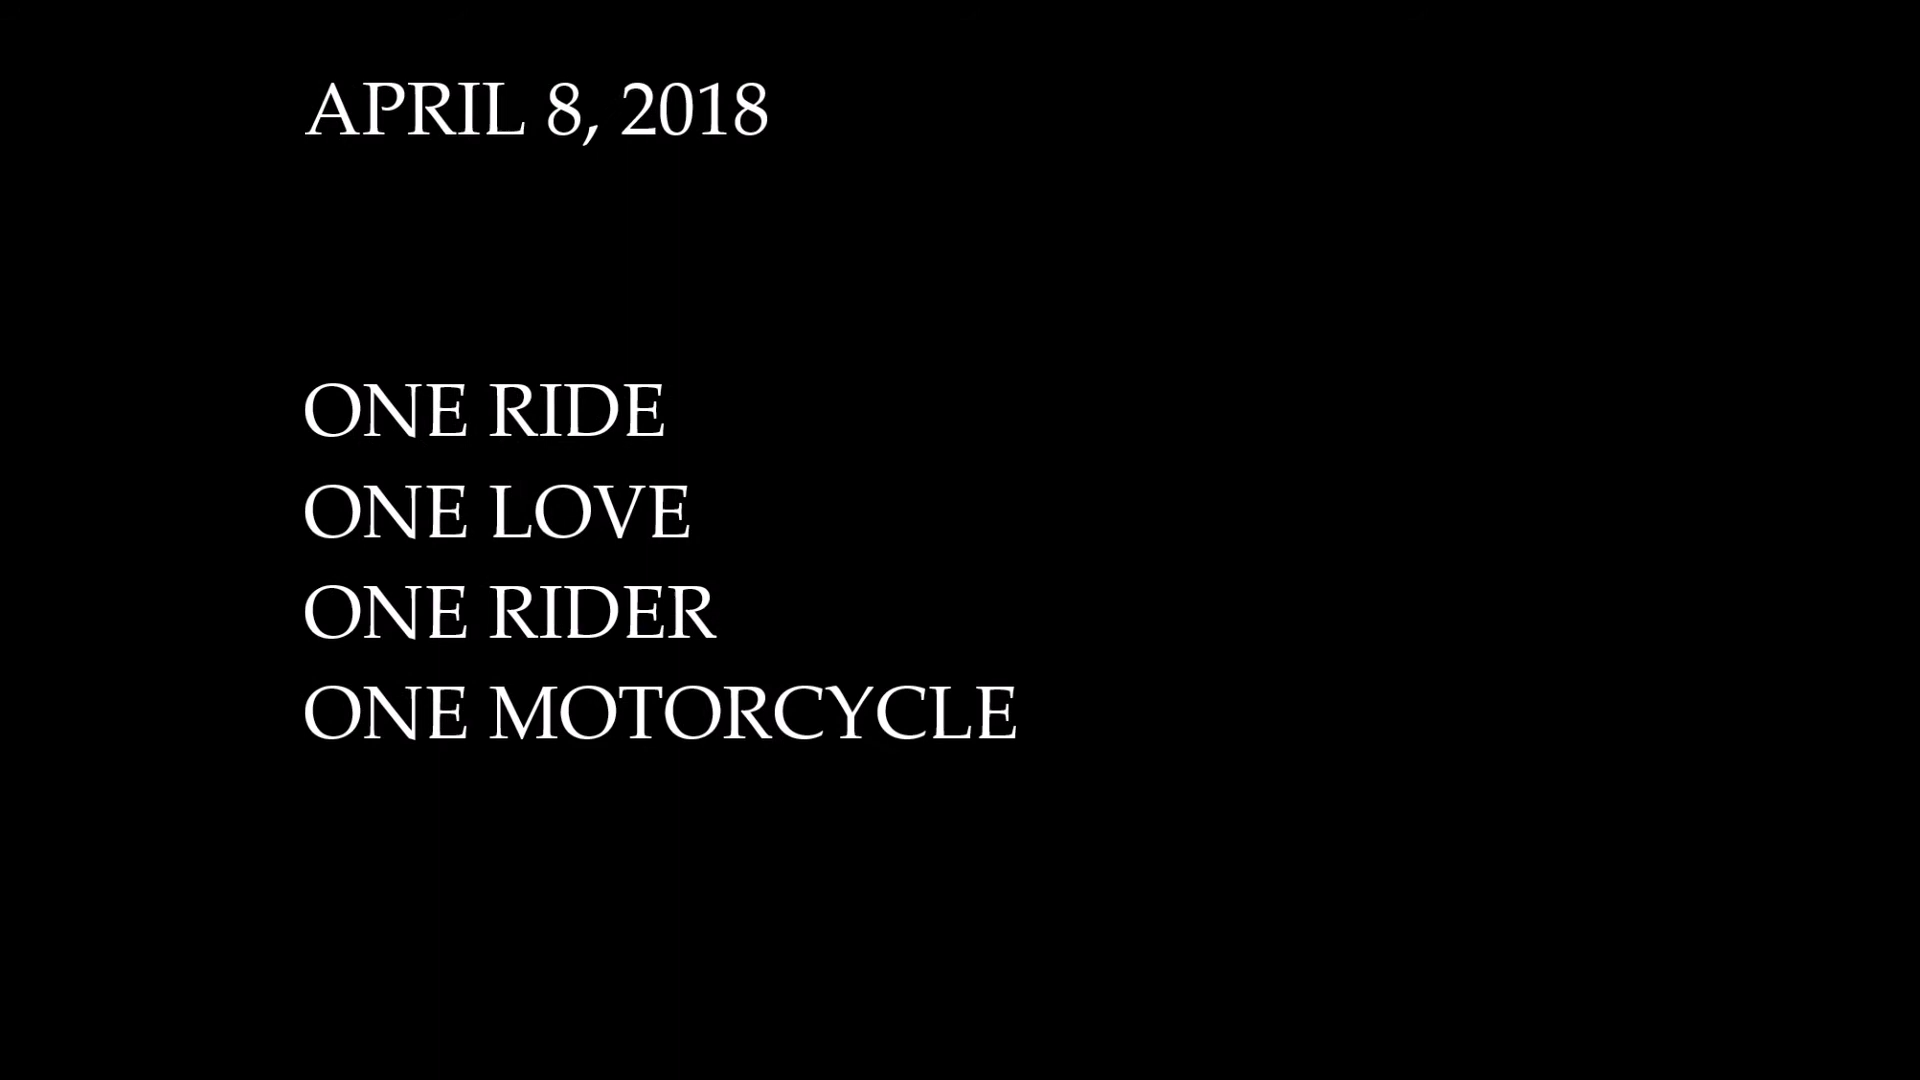 APRIL 8, 2018
ONE RIDE
ONE LOVE
ONE RIDER
ONE MOTORCYCLE